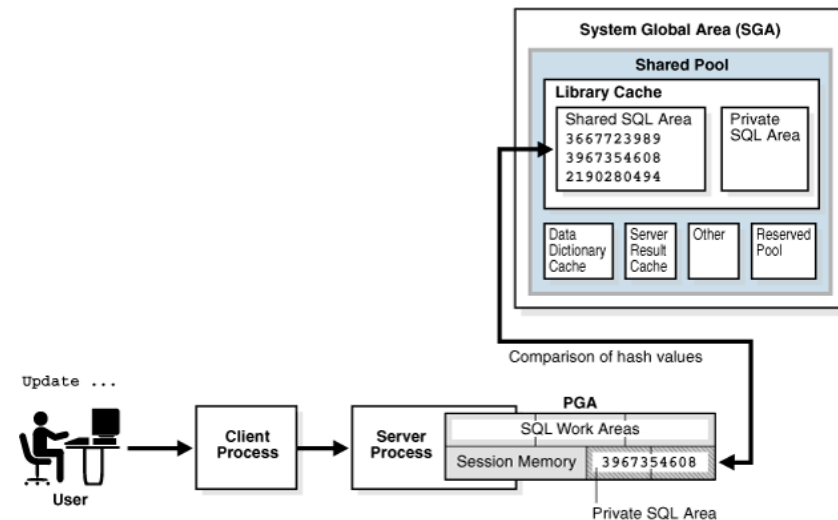 System Global Area (SGA)
Shared Pool
Library Cache
Shared SQL Area
3667723989
3967354608
2190280494
Private
SQL Area
Data
Dictionary
Cache
Server
Result
Cache
Other
Reserved
Pool
Comparison of hash values
Update ...
User
Client
Process
Server
Process
PGA
SQL Work Areas
Session Memory
3967354608
Private SQL Area